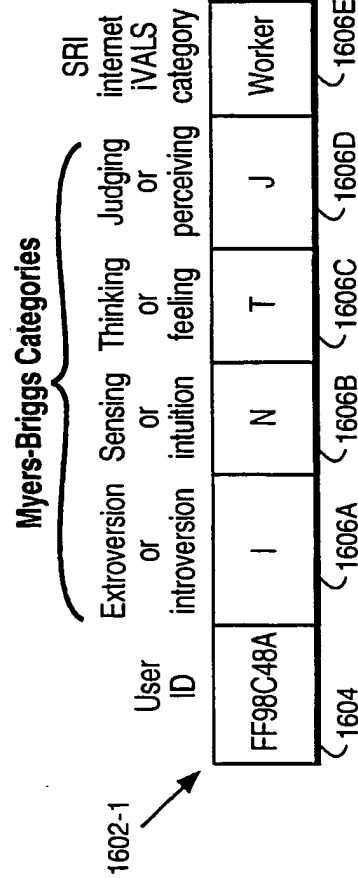 Myers-Briggs Categories
User
ID
Extroversion
or
introversion
Sensing
or
intuition
Thinking
or
feeling
Judging
or
perceiving
SRI
internet
iVALS
category
1602-1
FF98C48A
I
N
T
J
Worker
1604
1606A
1606B
1606C
1606D
1606E